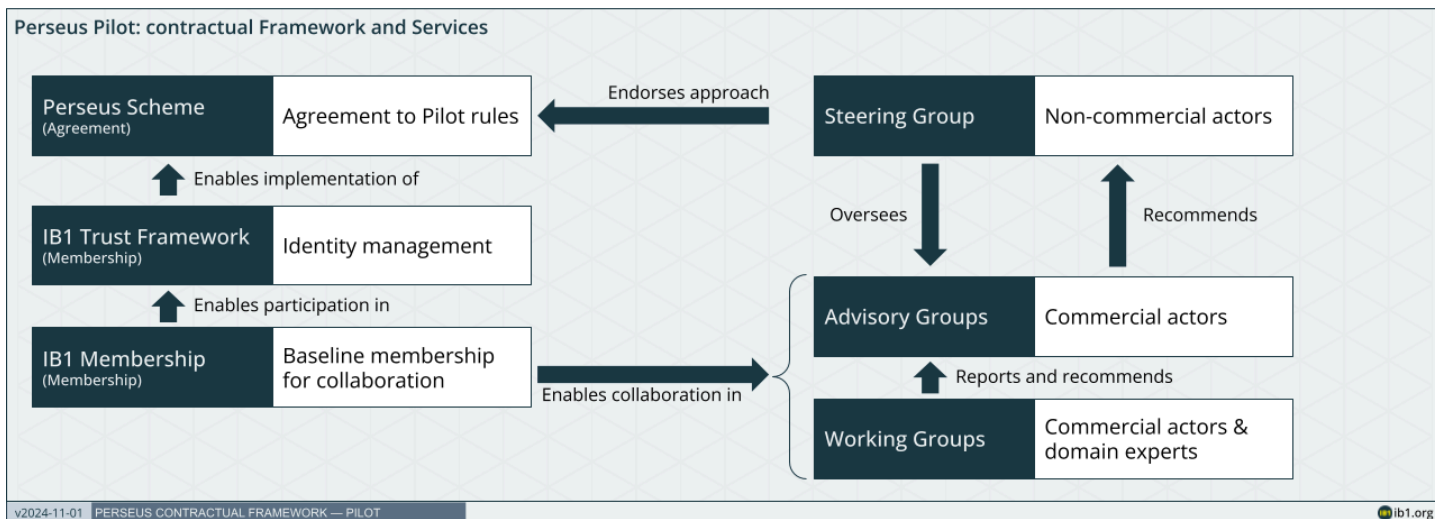 Perseus Pilot: contractual Framework and Services
Perseus Scheme
(Agreement)
Agreement to Pilot rules
Endorses approach
Steering Group
Non-commercial actors
Enables implementation of
Oversees
Recommends
IB1 Trust Framework
(Membership)
Identity management
Enables participation in
Advisory Groups
Commercial actors
IB1 Membership
(Membership)
Baseline membership
for collaboration
Enables collaboration in
Reports and recommends
Working Groups
Commercial actors &
domain experts
v2024-11-01
PERSEUS CONTRACTUAL FRAMEWORK — PILOT
IB1
ib1.org